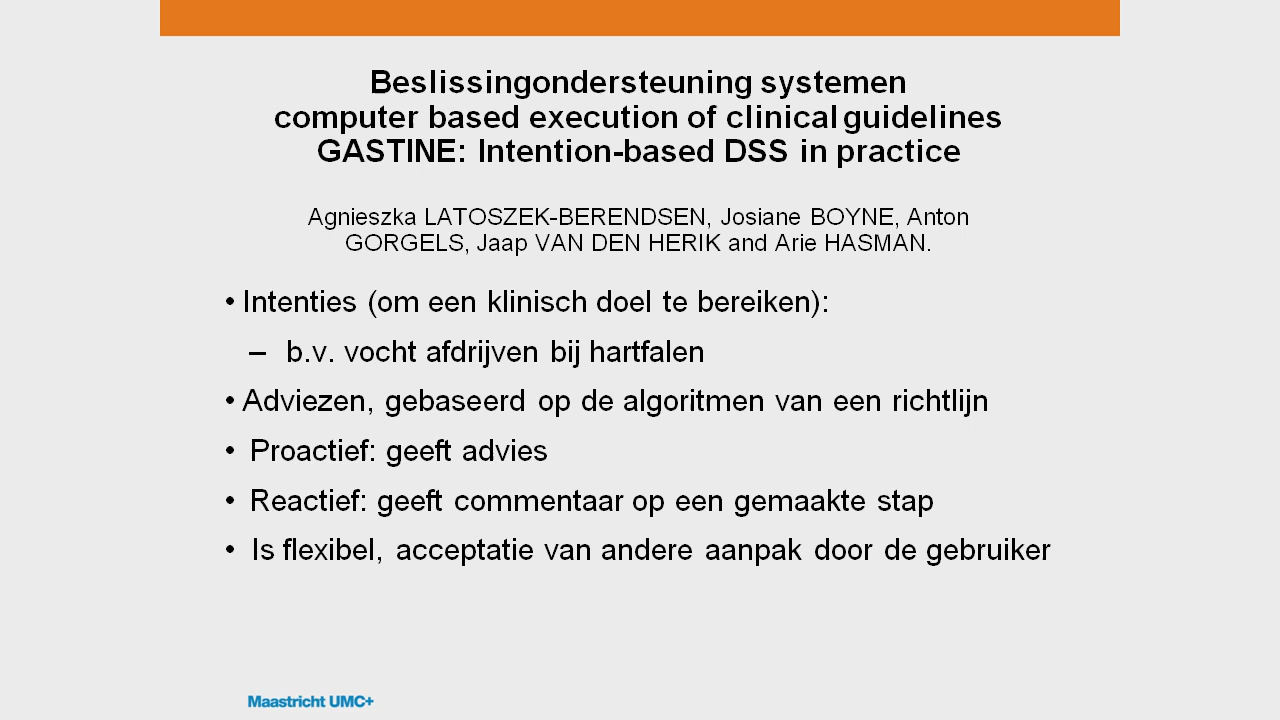 Beslissingondersteuning systemen
computer based execution of clinical guidelines
GASTINE: Intention-based DSS in practice
Agnieszka LATOSZEK-BERENDSEN, Josiane BOYNE, Anton
GORGELS, Jaap VAN DEN HERIK and Arie HASMAN.
• Intenties (om een klinisch doel te bereiken):
– b.v. vocht afdrijven bij hartfalen
• Adviezen, gebaseerd op de algoritmen van een richtlijn
• Proactief: geeft advies
• Reactief: geeft commentaar op een gemaakte stap
• Is flexibel, acceptatie van andere aanpak door de gebruiker
Maastricht UMC+